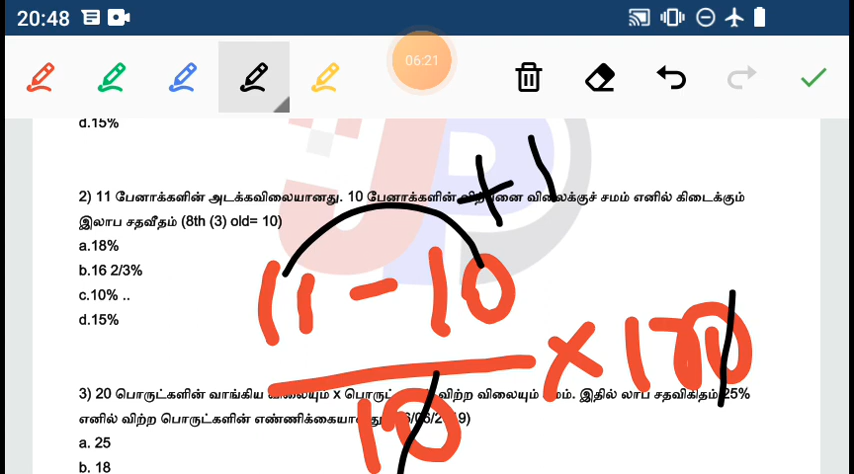 20:48
06:21
d.15%
2) 11 பேனாக்களின் அடக்கவிலையானது. 10 பேனாக்களின் விற்பனை விலைக்குச் சமம் எனில் கிடைக்கும்
இலாப சதவீதம் (8th (3) old= 10)
+1
a.18%
b.16 2/3%
c.10% ..
d.15%
11 - 10
x 100
10
3) 20 பொருட்களின் வாங்கிய விலையும் x பொருட் விற்ற விலையும் சமம். இதில் லாப சதவிகிதம் 25%
எனில் விற்ற பொருட்களின் எண்ணிக்கையானது
a. 25
b. 18